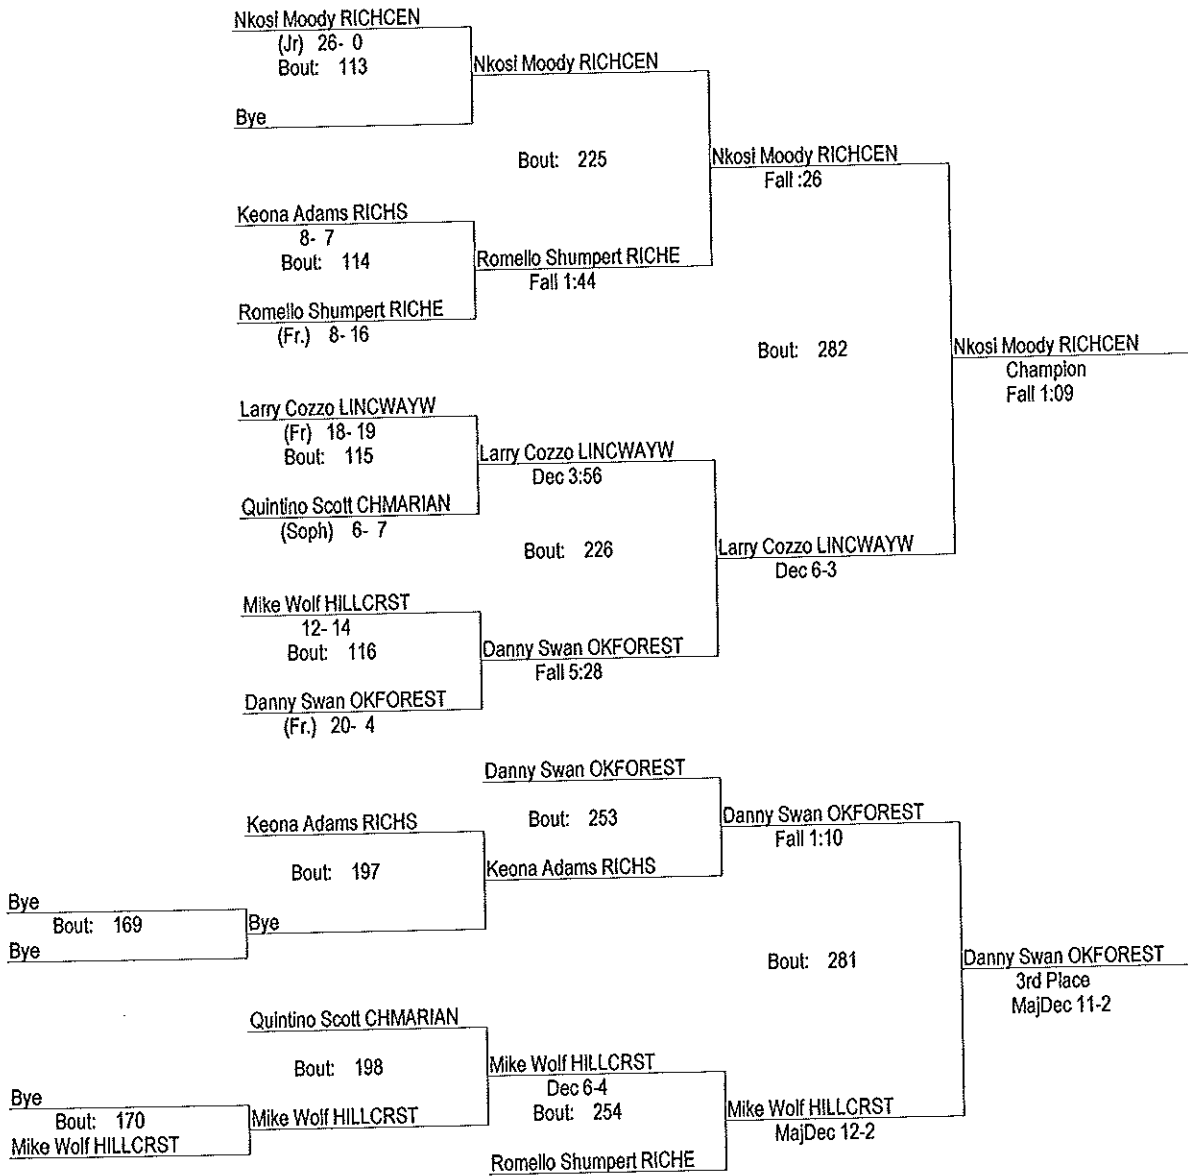 Nkosi Moody RICHCEN
(Jr) 26- 0
Bout: 113
Nkosi Moody RICHCEN
Bye
Bout: 225
Nkosi Moody RICHCEN
Fall :26
Keona Adams RICHS
8- 7
Bout: 114
Romello Shumpert RICHE
Fall 1:44
Romello Shumpert RICHE
(Fr.) 8- 16
Bout: 282
Nkosi Moody RICHCEN
Champion
Fall 1:09
Larry Cozzo LINCWAYW
(Fr) 18- 19
Bout: 115
Larry Cozzo LINCWAYW
Dec 3:56
Quintino Scott CHMARIAN
(Soph) 6- 7
Bout: 226
Larry Cozzo LINCWAYW
Dec 6-3
Mike Wolf HILLCRST
12- 14
Bout: 116
Danny Swan OKFOREST
Fall 5:28
Danny Swan OKFOREST
(Fr.) 20- 4
Danny Swan OKFOREST
Bout: 253
Danny Swan OKFOREST
Fall 1:10
Keona Adams RICHS
Bout: 197
Keona Adams RICHS
Bye
Bout: 169
Bye
Bye
Bout: 281
Danny Swan OKFOREST
3rd Place
MajDec 11-2
Quintino Scott CHMARIAN
Bout: 198
Mike Wolf HILLCRST
Dec 6-4
Bout: 254
Bye
Bout: 170
Mike Wolf HILLCRST
Mike Wolf HILLCRST
Mike Wolf HILLCRST
MajDec 12-2
Romello Shumpert RICHE